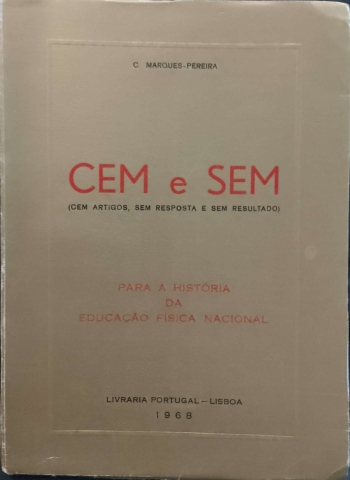 C. MARQUES-PEREIRA
CEM e SEM
(CEM ARTIGOS, SEM RESPOSTA E SEM RESULTADO)
PARA A HISTÓRIA
DA
EDUCAÇÃO FÍSICA NACIONAL
LIVRARIA PORTUGAL – LISBOA
1968